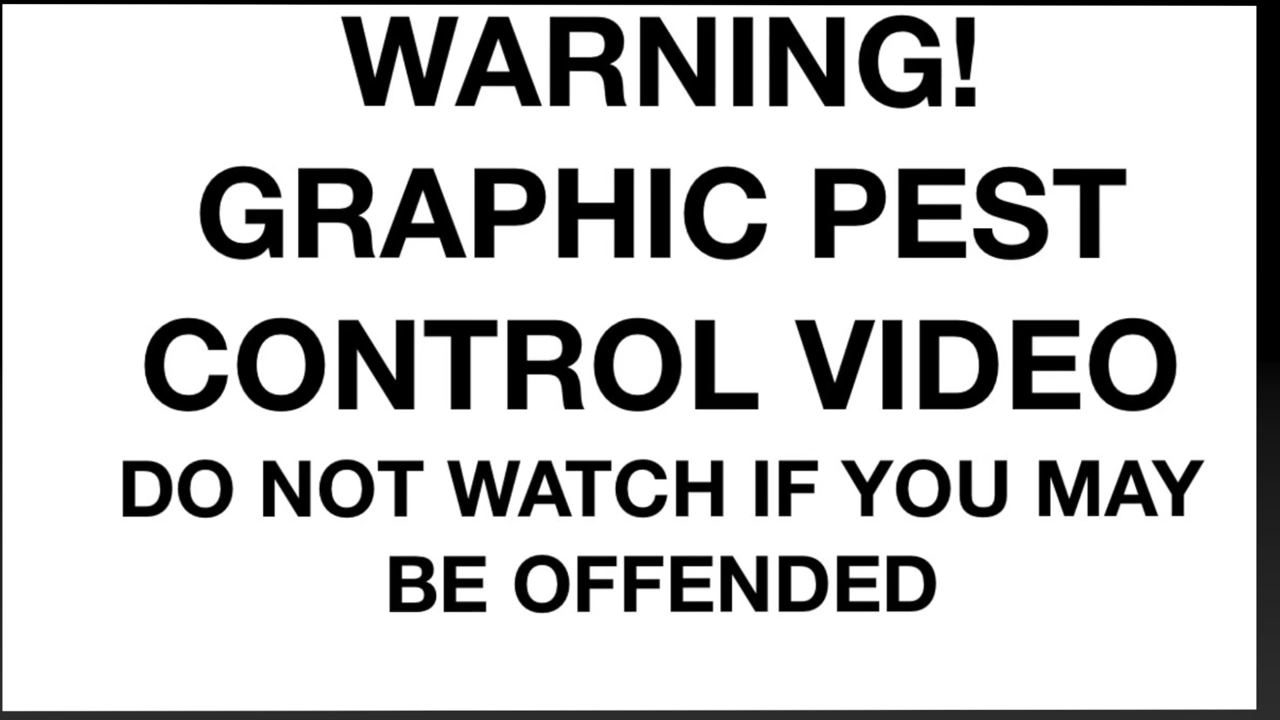 WARNING!
GRAPHIC PEST
CONTROL VIDEO
DO NOT WATCH IF YOU MAY
BE OFFENDED